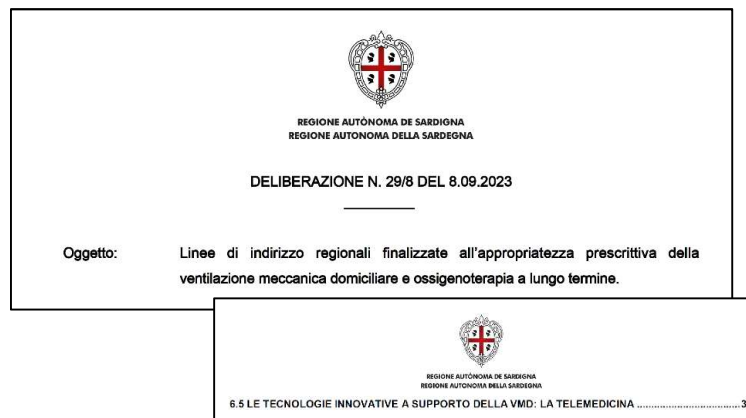 REGIONE AUTÒNOMA DE SARDIGNA
REGIONE AUTONOMA DELLA SARDEGNA
DELIBERAZIONE N. 29/8 DEL 8.09.2023
Oggetto: Linee di indirizzo regionali finalizzate all'appropriatezza prescrittiva della
ventilazione meccanica domiciliare e ossigenoterapia a lungo termine.
REGIONE AUTÒNOMA DE SARDIGNA
REGIONE AUTONOMA DELLA SARDEGNA
6.5 LE TECNOLOGIE INNOVATIVE A SUPPORTO DELLA VMD: LA TELEMEDICINA ................................ 3